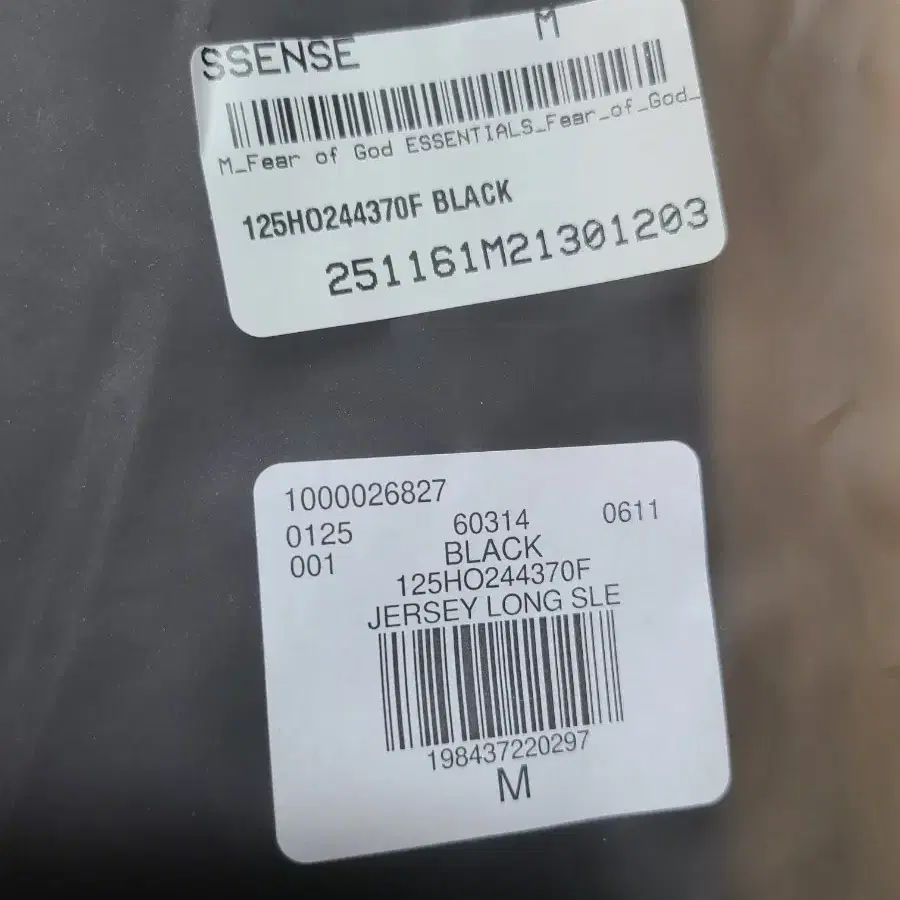 SSENSE M
M_Fear of God ESSENTIALS_Fear_of_God_
125HO244370F BLACK
251161M21301203
1000026827
0125 60314 0611
001 BLACK
125HO244370F
JERSEY LONG SLE
198437220297
M